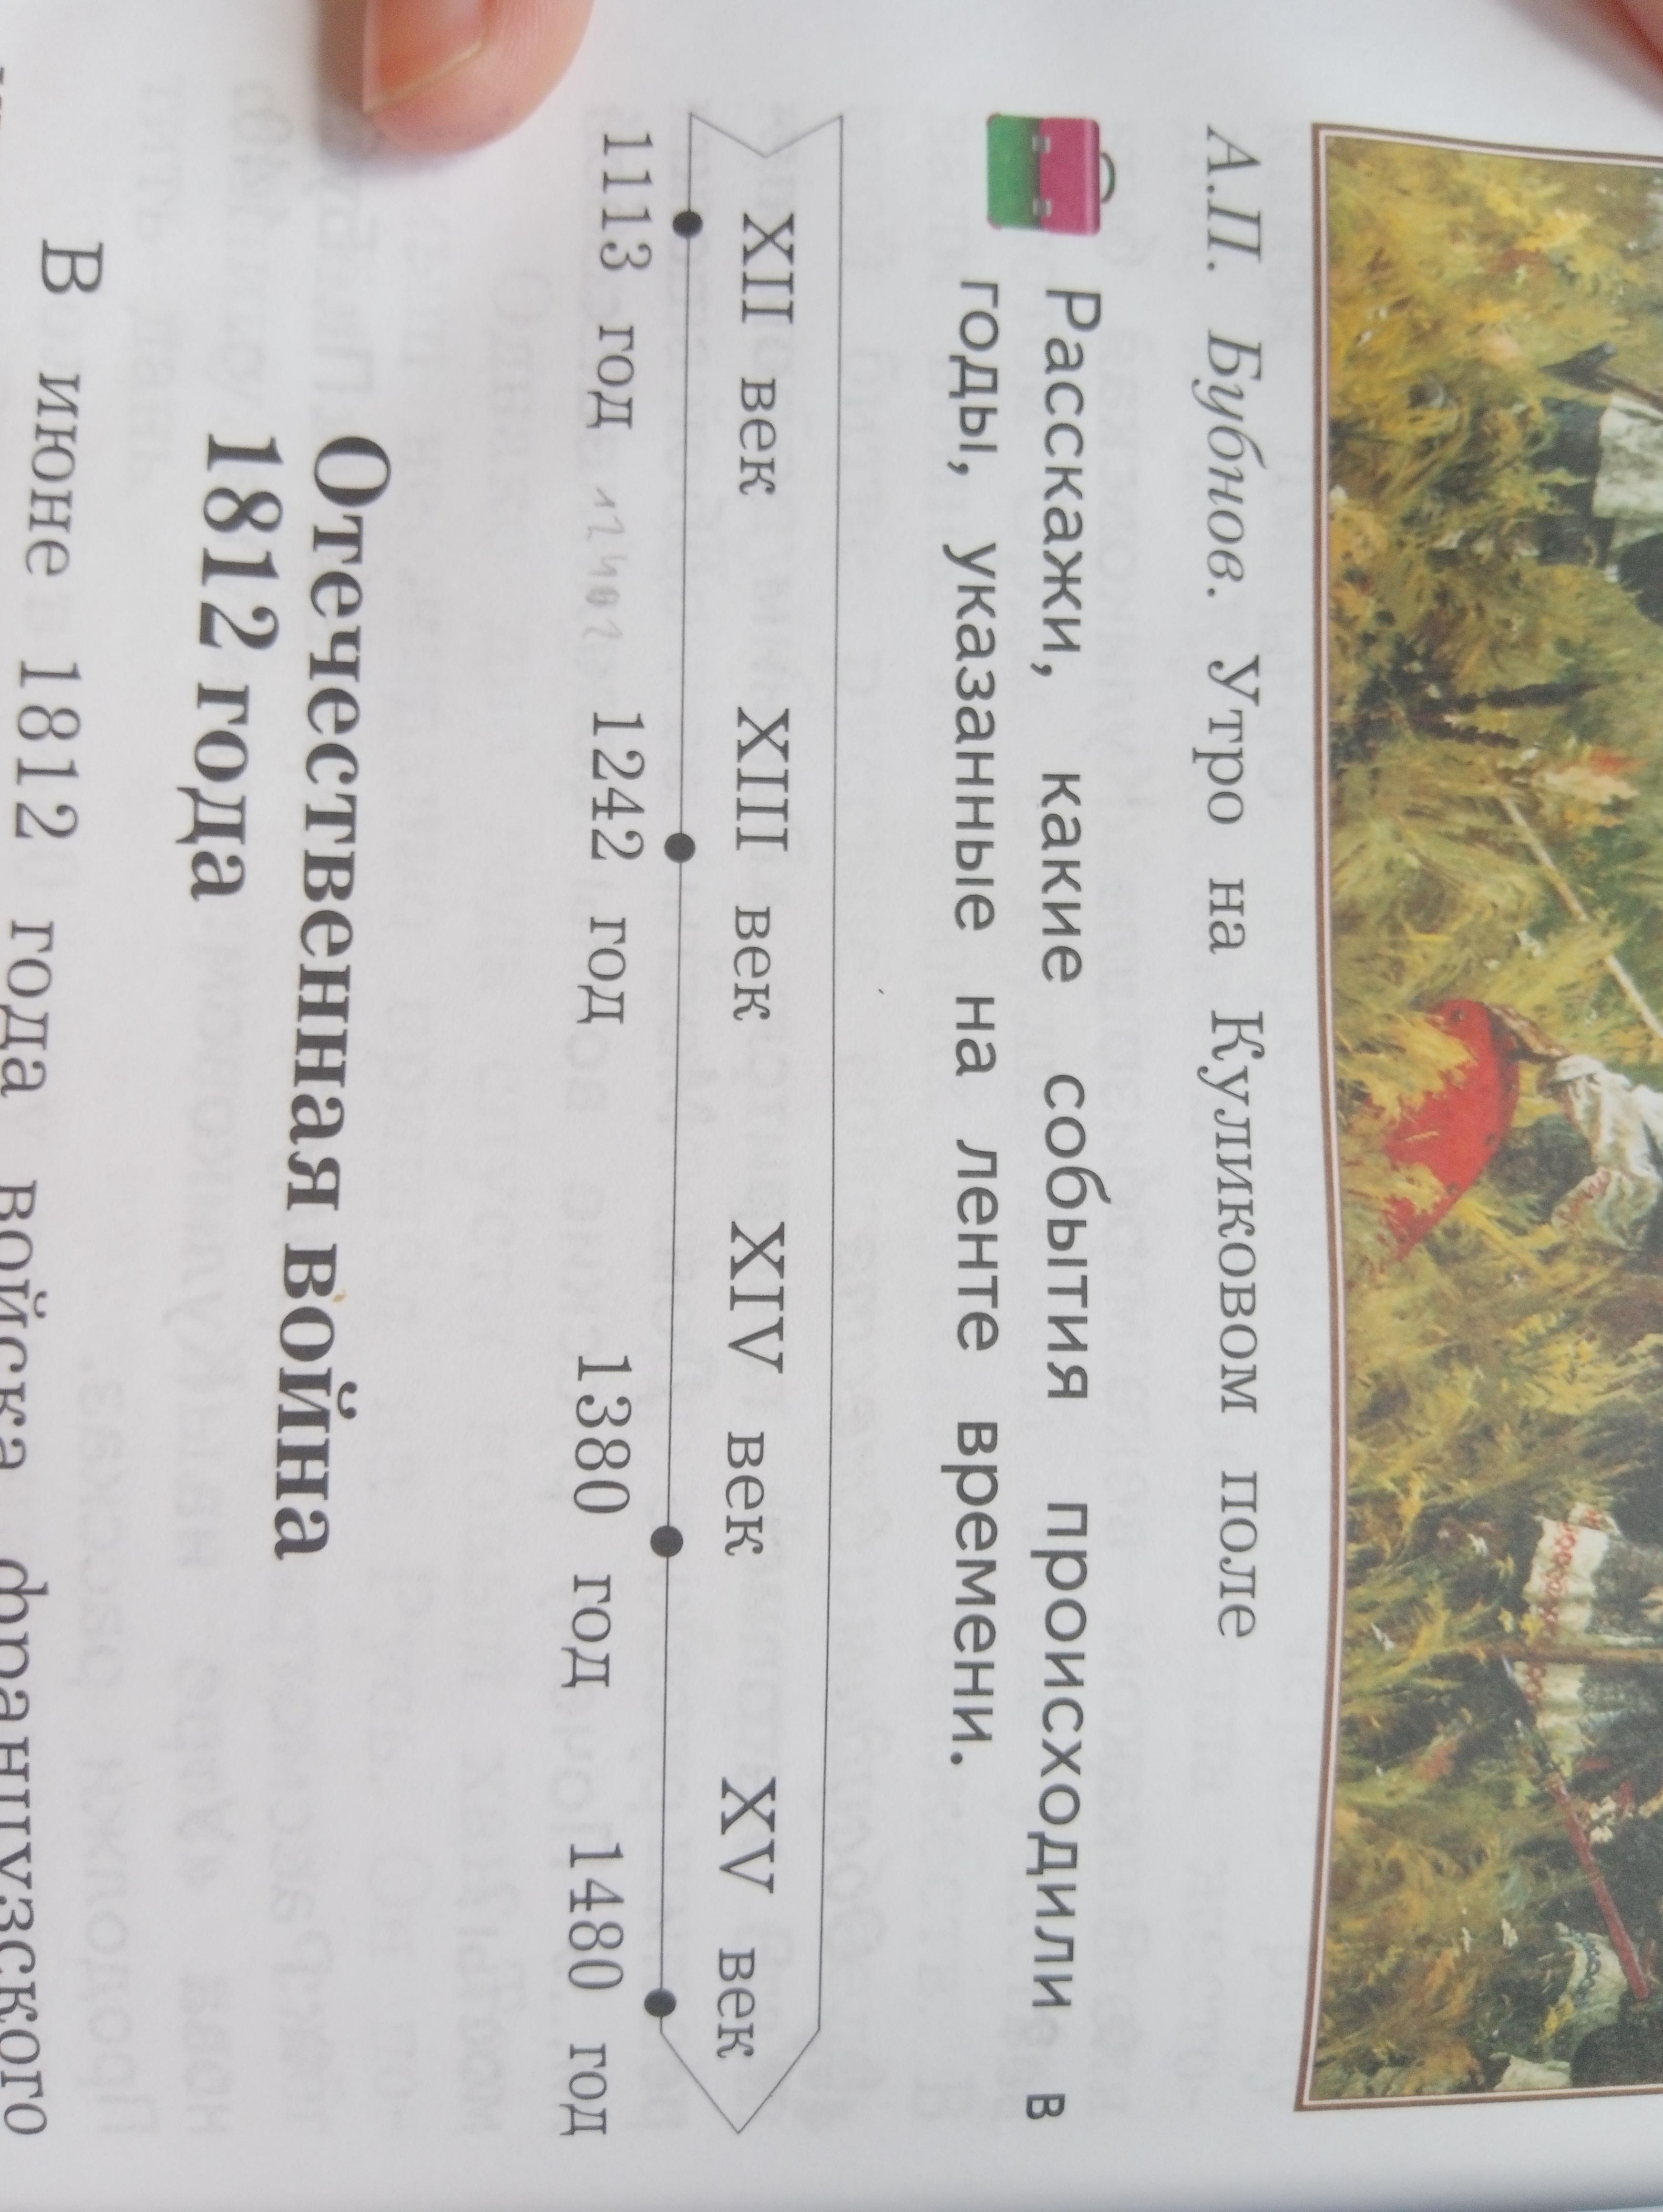 А.П. Бубнов. Утро на Куликовом поле
Расскажи, какие события происходили в
годы, указанные на ленте времени.
XII век XIII век XIV век XV век
1113 год 1242 год 1380 год 1480 год
Отечественная война
1812 года
В июне 1812 года войска французского